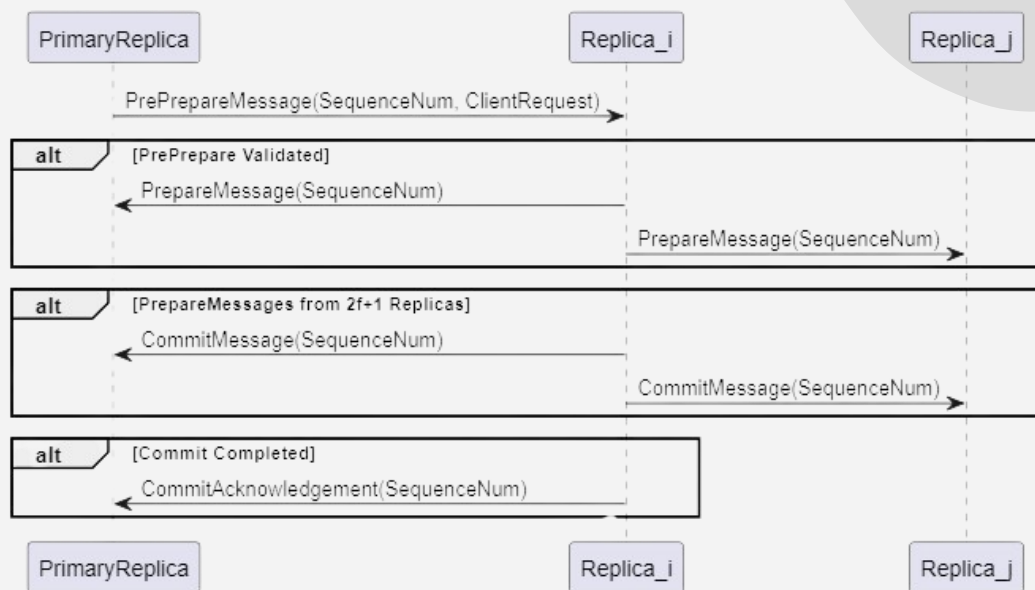 PrimaryReplica Replica_i Replica_j
PrePrepareMessage(SequenceNum, ClientRequest)
alt [PrePrepare Validated]
PrepareMessage(SequenceNum)
PrepareMessage(SequenceNum)
alt [PrepareMessages from 2f+1 Replicas]
CommitMessage(SequenceNum)
CommitMessage(SequenceNum)
alt [Commit Completed]
CommitAcknowledgement(SequenceNum)
PrimaryReplica Replica_i Replica_j